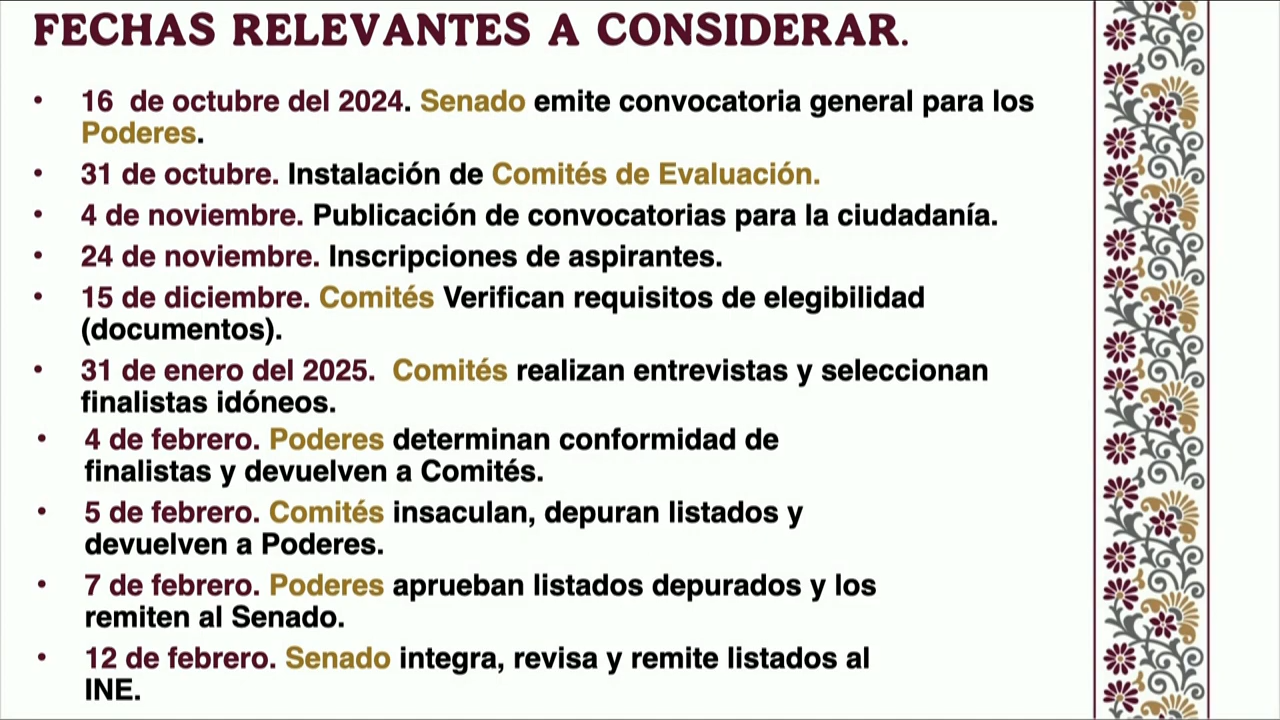 FECHAS RELEVANTES A CONSIDERAR.
• 16 de octubre del 2024. Senado emite convocatoria general para los
Poderes.
• 31 de octubre. Instalación de Comités de Evaluación.
• 4 de noviembre. Publicación de convocatorias para la ciudadanía.
• 24 de noviembre. Inscripciones de aspirantes.
• 15 de diciembre. Comités Verifican requisitos de elegibilidad
(documentos).
• 31 de enero del 2025. Comités realizan entrevistas y seleccionan
finalistas idóneos.
• 4 de febrero. Poderes determinan conformidad de
finalistas y devuelven a Comités.
• 5 de febrero. Comités insaculan, depuran listados y
devuelven a Poderes.
• 7 de febrero. Poderes aprueban listados depurados y los
remiten al Senado.
• 12 de febrero. Senado integra, revisa y remite listados al
INE.